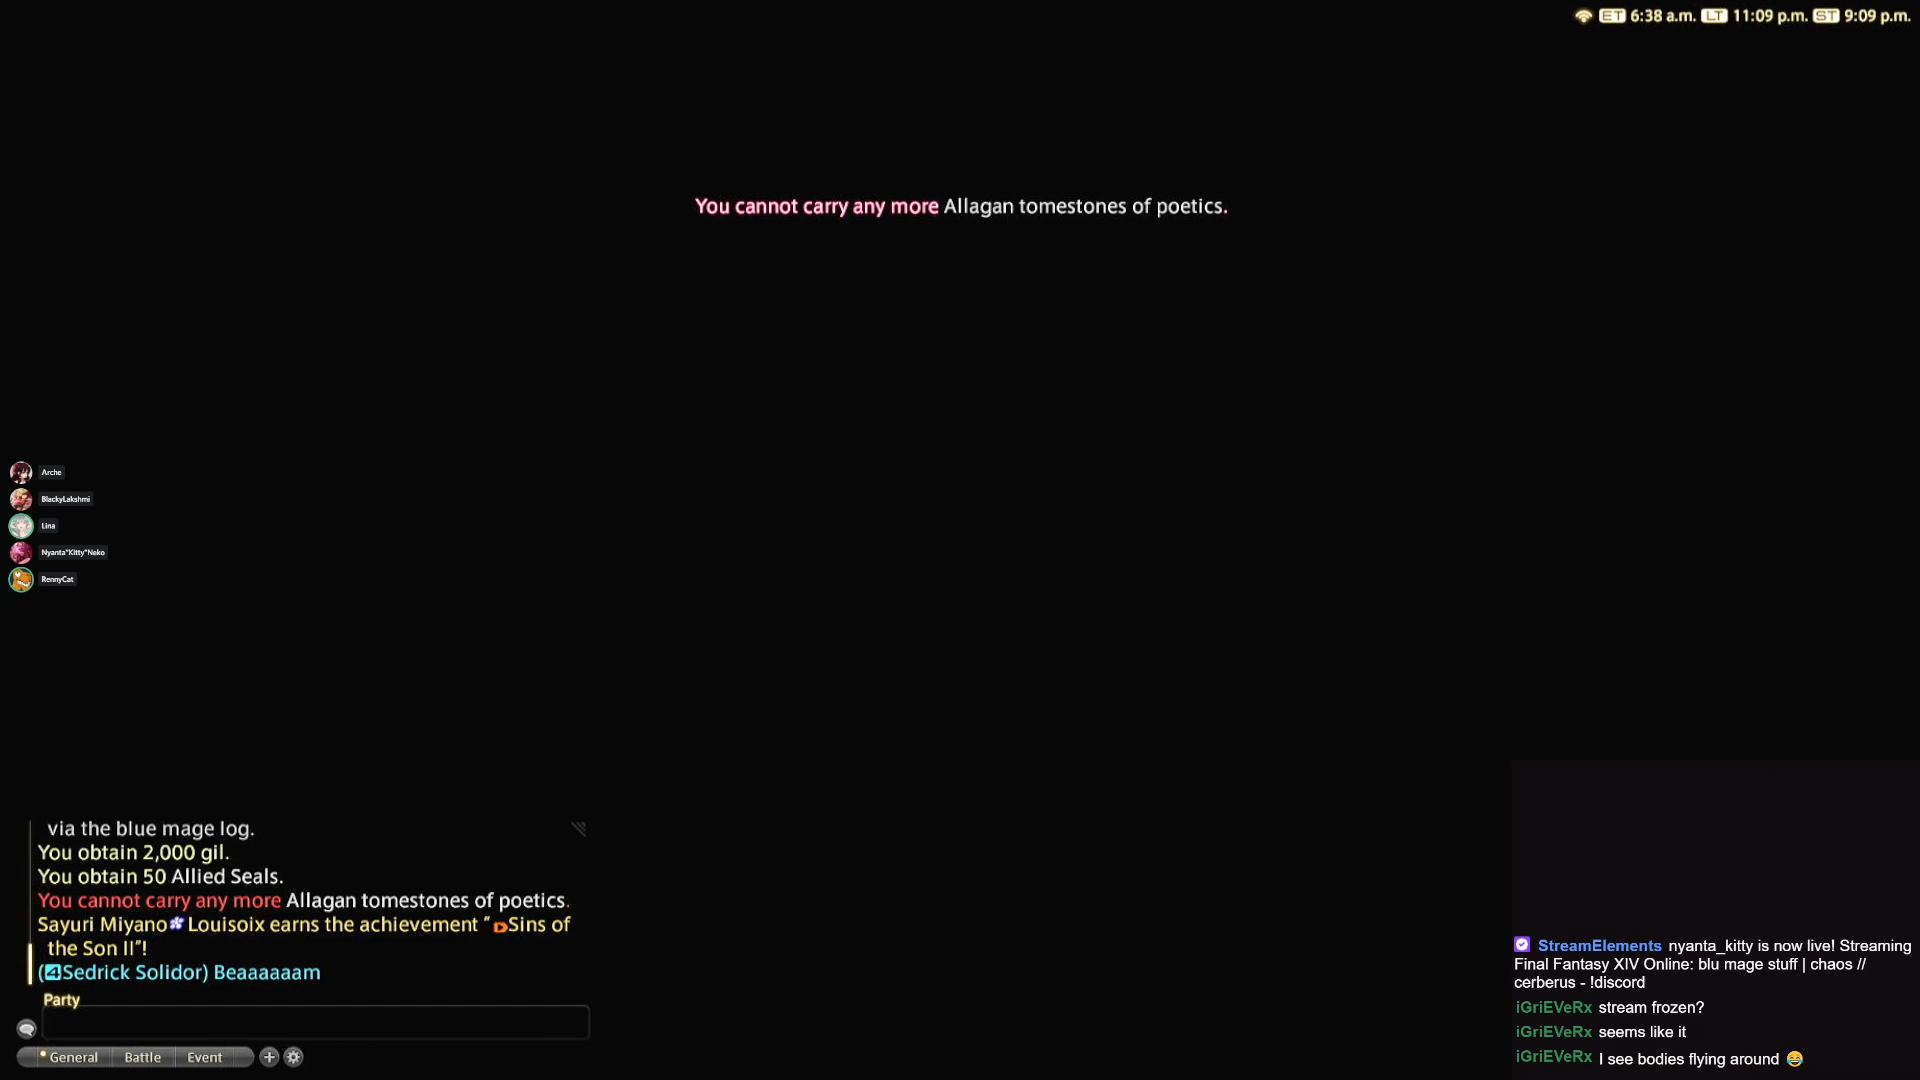 ET 6:38 a.m. LT 11:09 p.m. ST 9:09 p.m.
You cannot carry any more Allagan tomestones of poetics.
Arche
BlackyLakshmi
Lina
Nyanta"Kitty"Neko
RennyCat
via the blue mage log.
You obtain 2,000 gil.
You obtain 50 Allied Seals.
You cannot carry any more Allagan tomestones of poetics.
Sayuri Miyano Louisoix earns the achievement "Sins of
the Son II"!
(4Sedrick Solidor) Beaaaaaam
Party
General Battle Event
StreamElements nyanta_kitty is now live! Streaming
Final Fantasy XIV Online: blu mage stuff | chaos //
cerberus - !discord
iGriEVeRx stream frozen?
iGriEVeRx seems like it
iGriEVeRx I see bodies flying around 😂